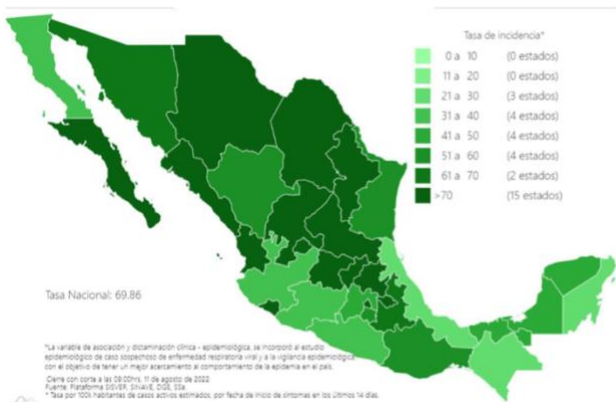 Tasa de incidencia*
0 a 10 (0 estados)
11 a 20 (0 estados)
21 a 30 (3 estados)
31 a 40 (4 estados)
41 a 50 (4 estados)
51 a 60 (4 estados)
61 a 70 (2 estados)
>70 (15 estados)
Tasa Nacional: 69.86
*La variable de asociación y dictaminación clínica - epidemiológica, se incorporó al estudio
epidemiológico de caso sospechoso de enfermedad respiratoria viral y a la vigilancia epidemiológica
con el objetivo de tener un mejor acercamiento al comportamiento de la epidemia en el país.
Cierre con corte a las 09:00hrs, 11 de agosto de 2022
Fuente: Plataforma SISVER, SINAVE, DGE, SSa.
* Tasa por 100k habitantes de casos activos estimados, por fecha de inicio de síntomas en los últimos 14 días.